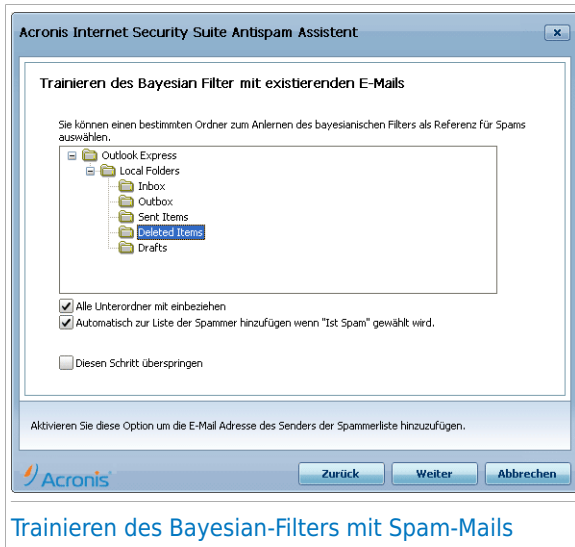 Acronis Internet Security Suite Antispam Assistent
Trainieren des Bayesian Filter mit existierenden E-Mails
Sie können einen bestimmten Ordner zum Anlernen des bayesianischen Filters als Referenz für Spams
auswählen.
Outlook Express
Local Folders
Inbox
Outbox
Sent Items
Deleted Items
Drafts
Alle Unterordner mit einbeziehen
Automatisch zur Liste der Spammer hinzufügen wenn "Ist Spam" gewählt wird.
Diesen Schritt überspringen
Aktivieren Sie diese Option um die E-Mail Adresse des Senders der Spammerliste hinzuzufügen.
Acronis
Zurück
Weiter
Abbrechen
Trainieren des Bayesian-Filters mit Spam-Mails